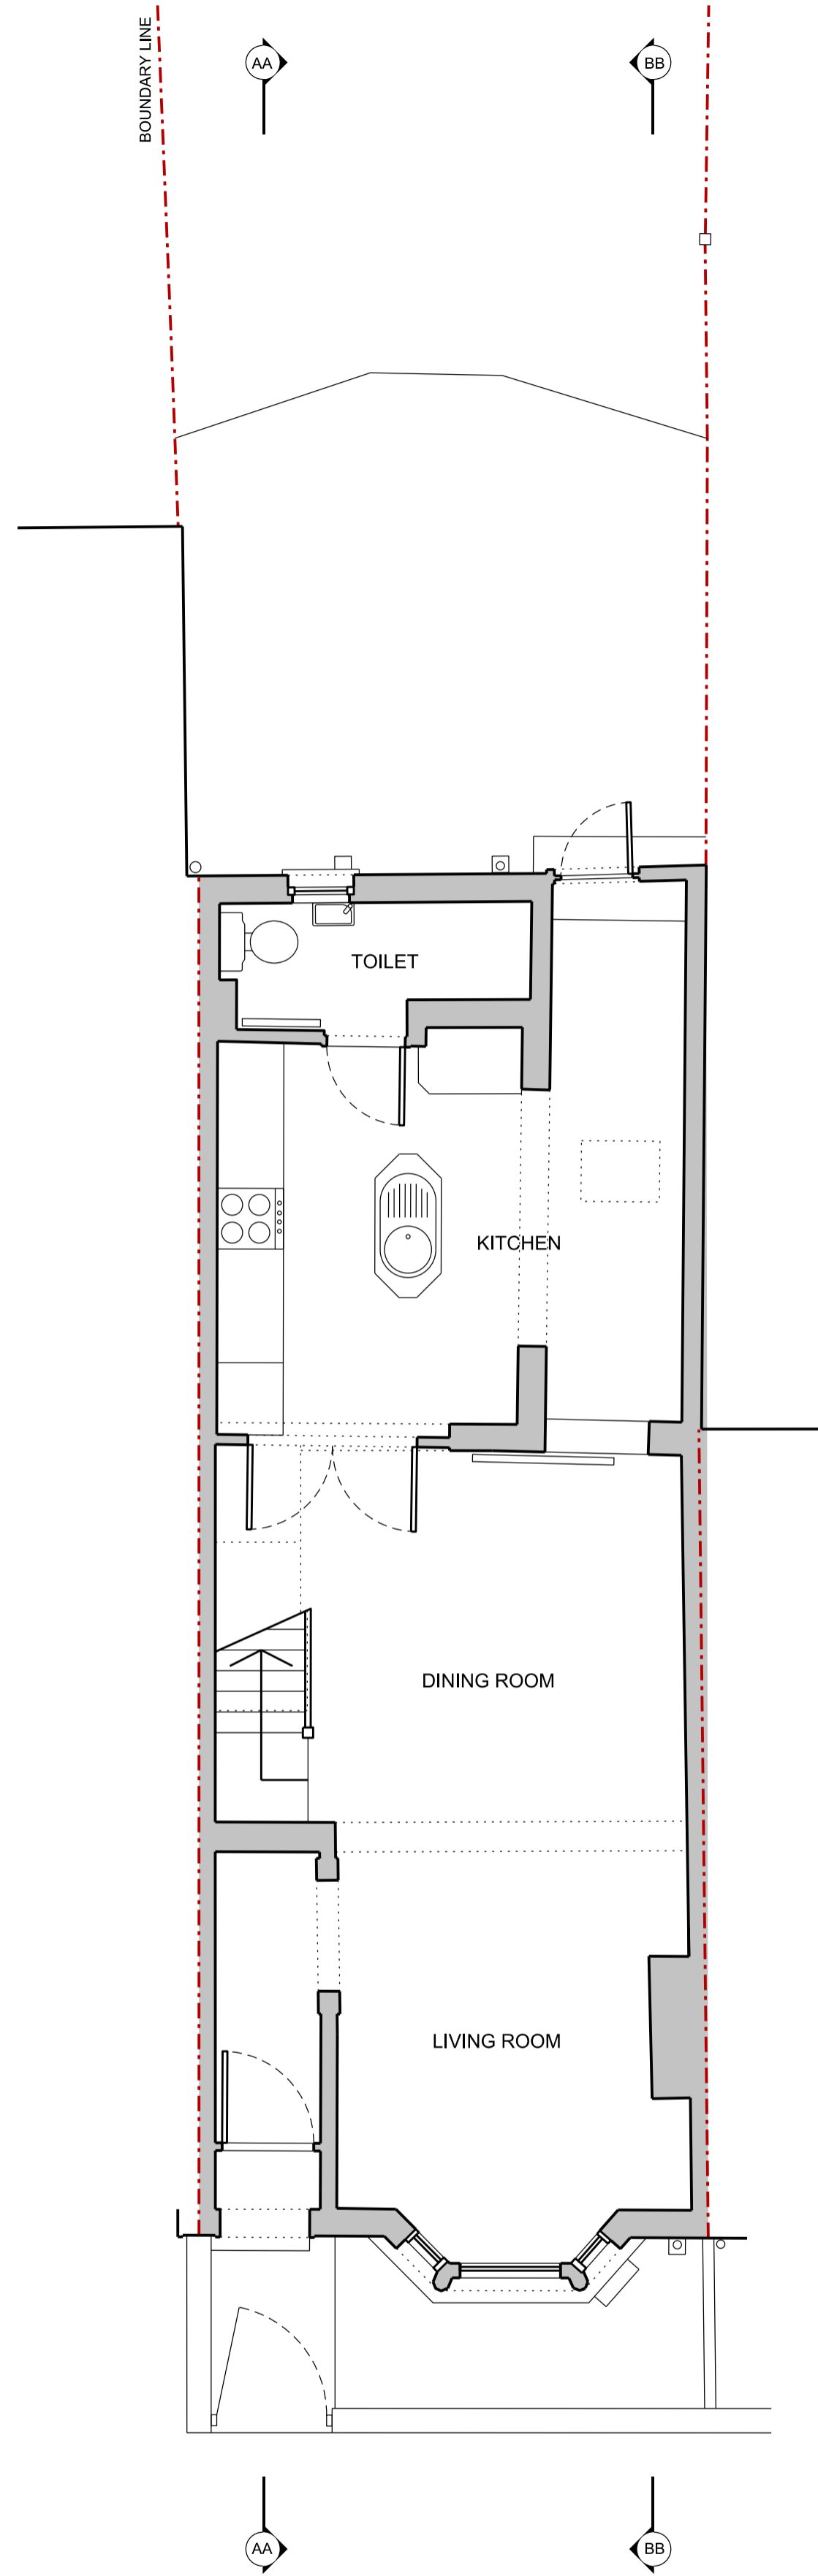 BOUNDARY LINE
AA
BB
TOILET
KITCHEN
DINING ROOM
LIVING ROOM
AA
BB